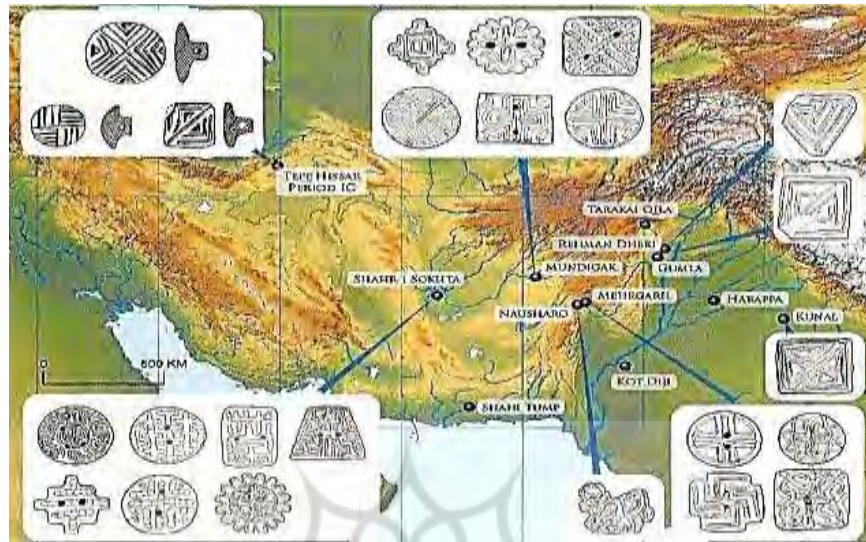 TEPE HISSAR
PERIOD IC
TARAKAI QILA
REHMAN DHERI
GUMLA
MUNDIGAK
SHAHR-I SOKHTA
MEHRGARH
NAUSHARO
HARAPPA
KUNAL
0
500 KM
KOT DIJI
SHAHI TUMP